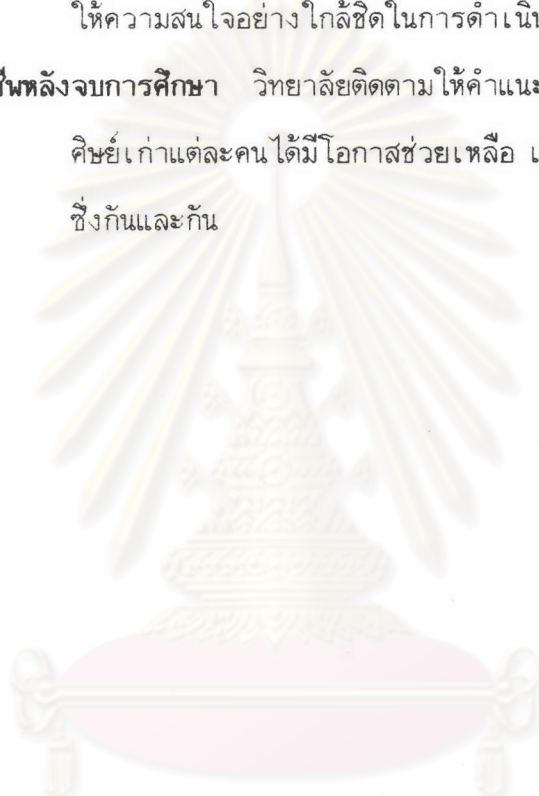 ให้ความสนใจอย่างใกล้ชิดในการดำเนิน
ชีพหลังจบการศึกษา วิทยาลัยติดตามให้คำแนะ
ศิษย์เก่าแต่ละคนได้มีโอกาสช่วยเหลือ เ
ซึ่งกันและกัน